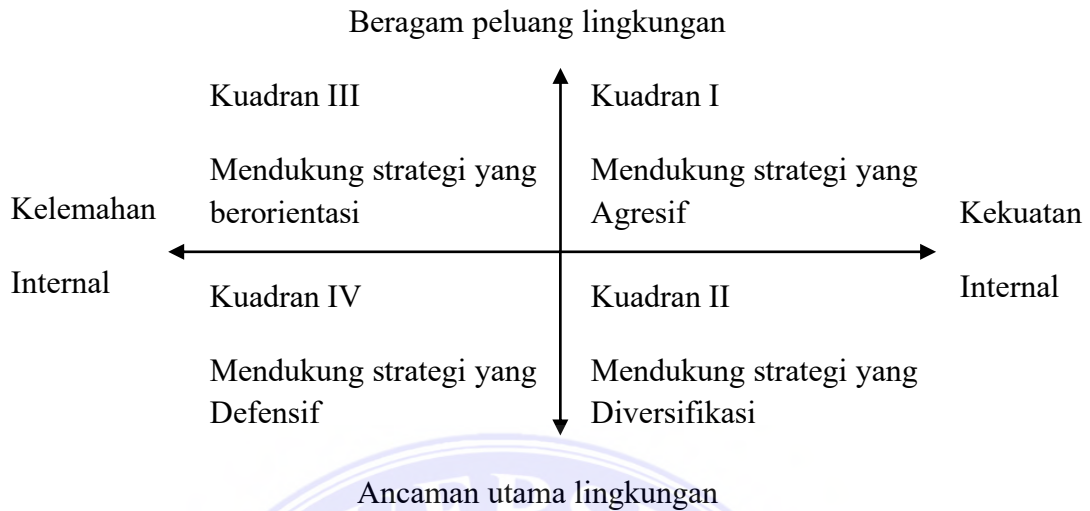 Beragam peluang lingkungan
Kuadran III
Mendukung strategi yang
berorientasi
Kuadran I
Mendukung strategi yang
Agresif
Kelemahan
Internal
Kekuatan
Internal
Kuadran IV
Mendukung strategi yang
Defensif
Kuadran II
Mendukung strategi yang
Diversifikasi
Ancaman utama lingkungan